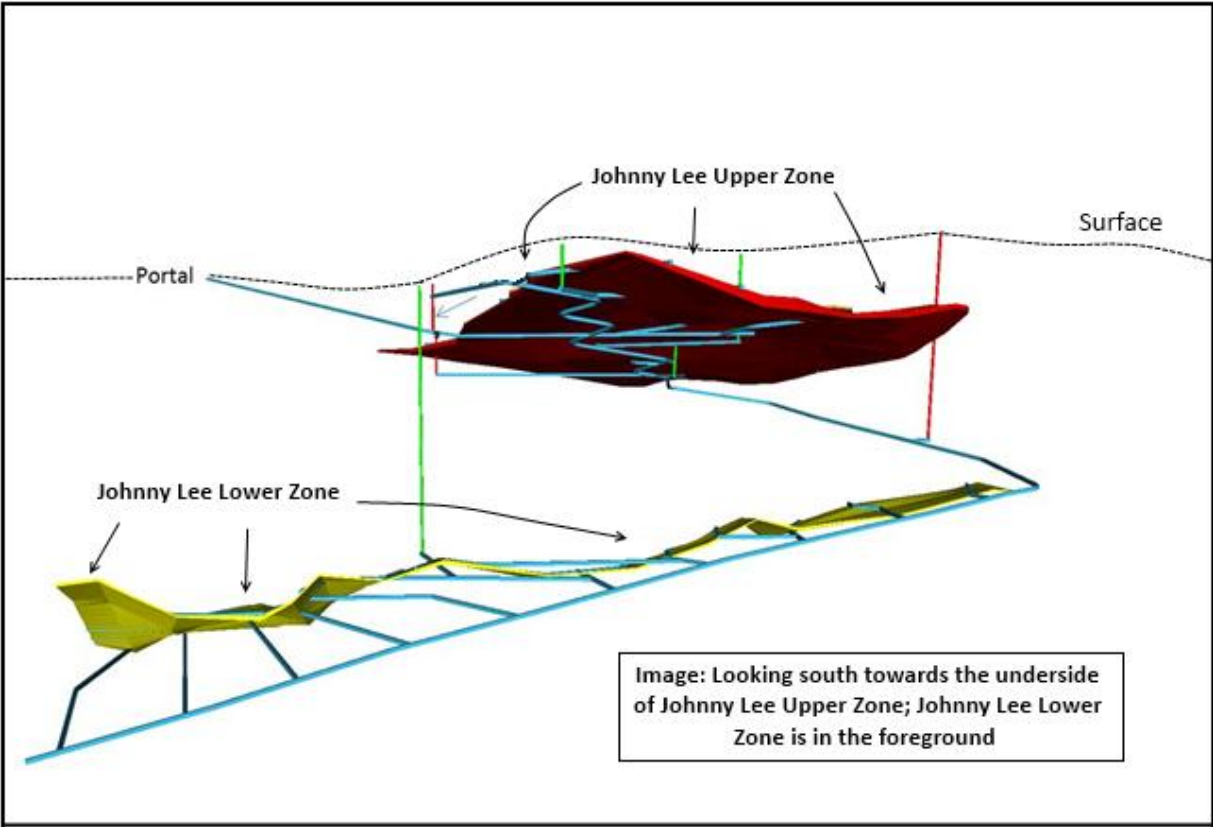 Johnny Lee Upper Zone
Surface
Portal
Johnny Lee Lower Zone
Image: Looking south towards the underside
of Johnny Lee Upper Zone; Johnny Lee Lower
Zone is in the foreground